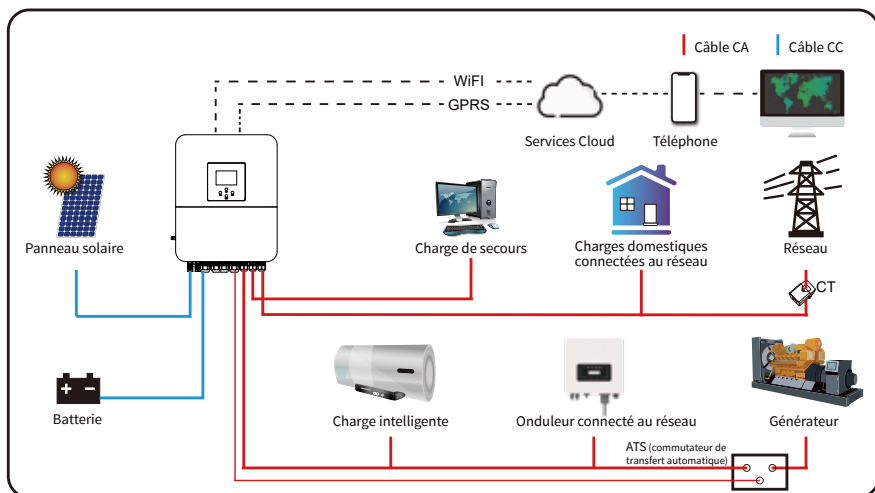 Câble CA
Câble CC
WiFI
GPRS
Services Cloud
Téléphone
Panneau solaire
Charge de secours
Charges domestiques
connectées au réseau
Réseau
CT
Batterie
Charge intelligente
Onduleur connecté au réseau
Générateur
ATS (commutateur de
transfert automatique)